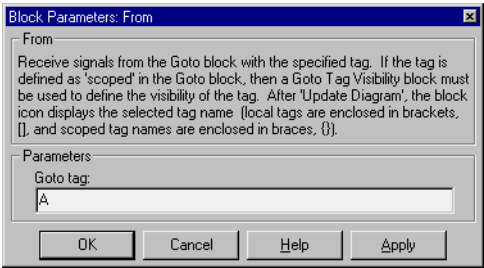 Block Parameters: From
From
Receive signals from the Goto block with the specified tag. If the tag is
defined as 'scoped' in the Goto block, then a Goto Tag Visibility block must
be used to define the visibility of the tag. After 'Update Diagram', the block
icon displays the selected tag name (local tags are enclosed in brackets,
[], and scoped tag names are enclosed in braces, {}).
Parameters
Goto tag:
A
OK Cancel Help Apply